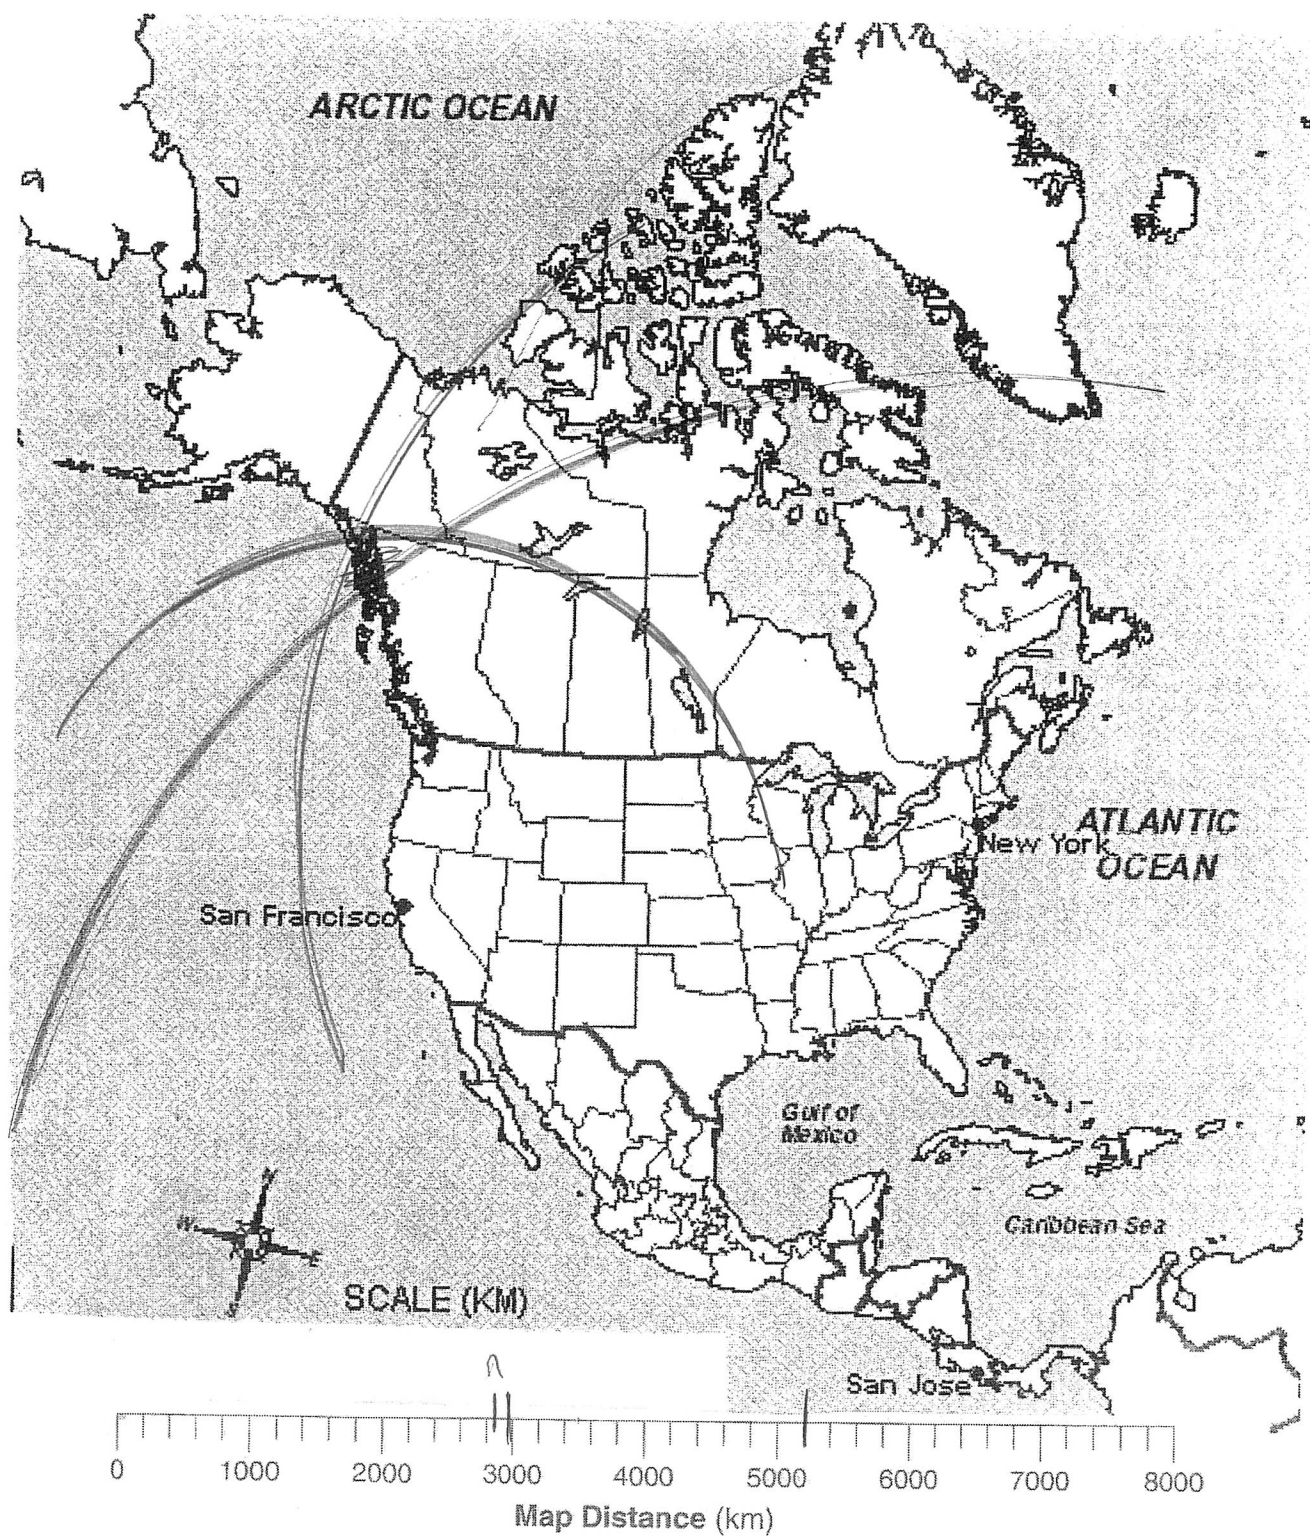 ARCTIC OCEAN
New York
ATLANTIC
OCEAN
San Francisco
Gulf of
Mexico
Caribbean Sea
N
W
E
S
SCALE (KM)
San Jose
0 1000 2000 3000 4000 5000 6000 7000 8000
Map Distance (km)